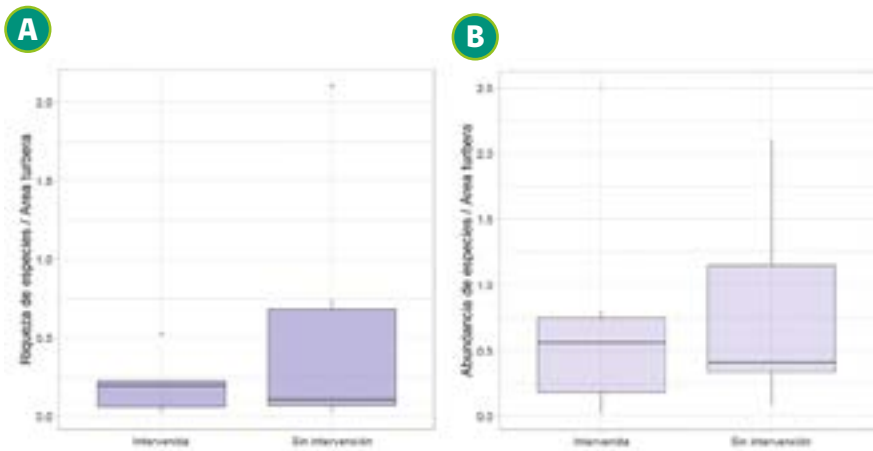 A
B
Riqueza de especies / Área turbera
2.0
1.5
1.0
0.5
0.0
Intervenida
Sin intervención
Abundancia de especies / Área turbera
2.5
2.0
1.5
1.0
0.5
0.0
Intervenida
Sin intervención